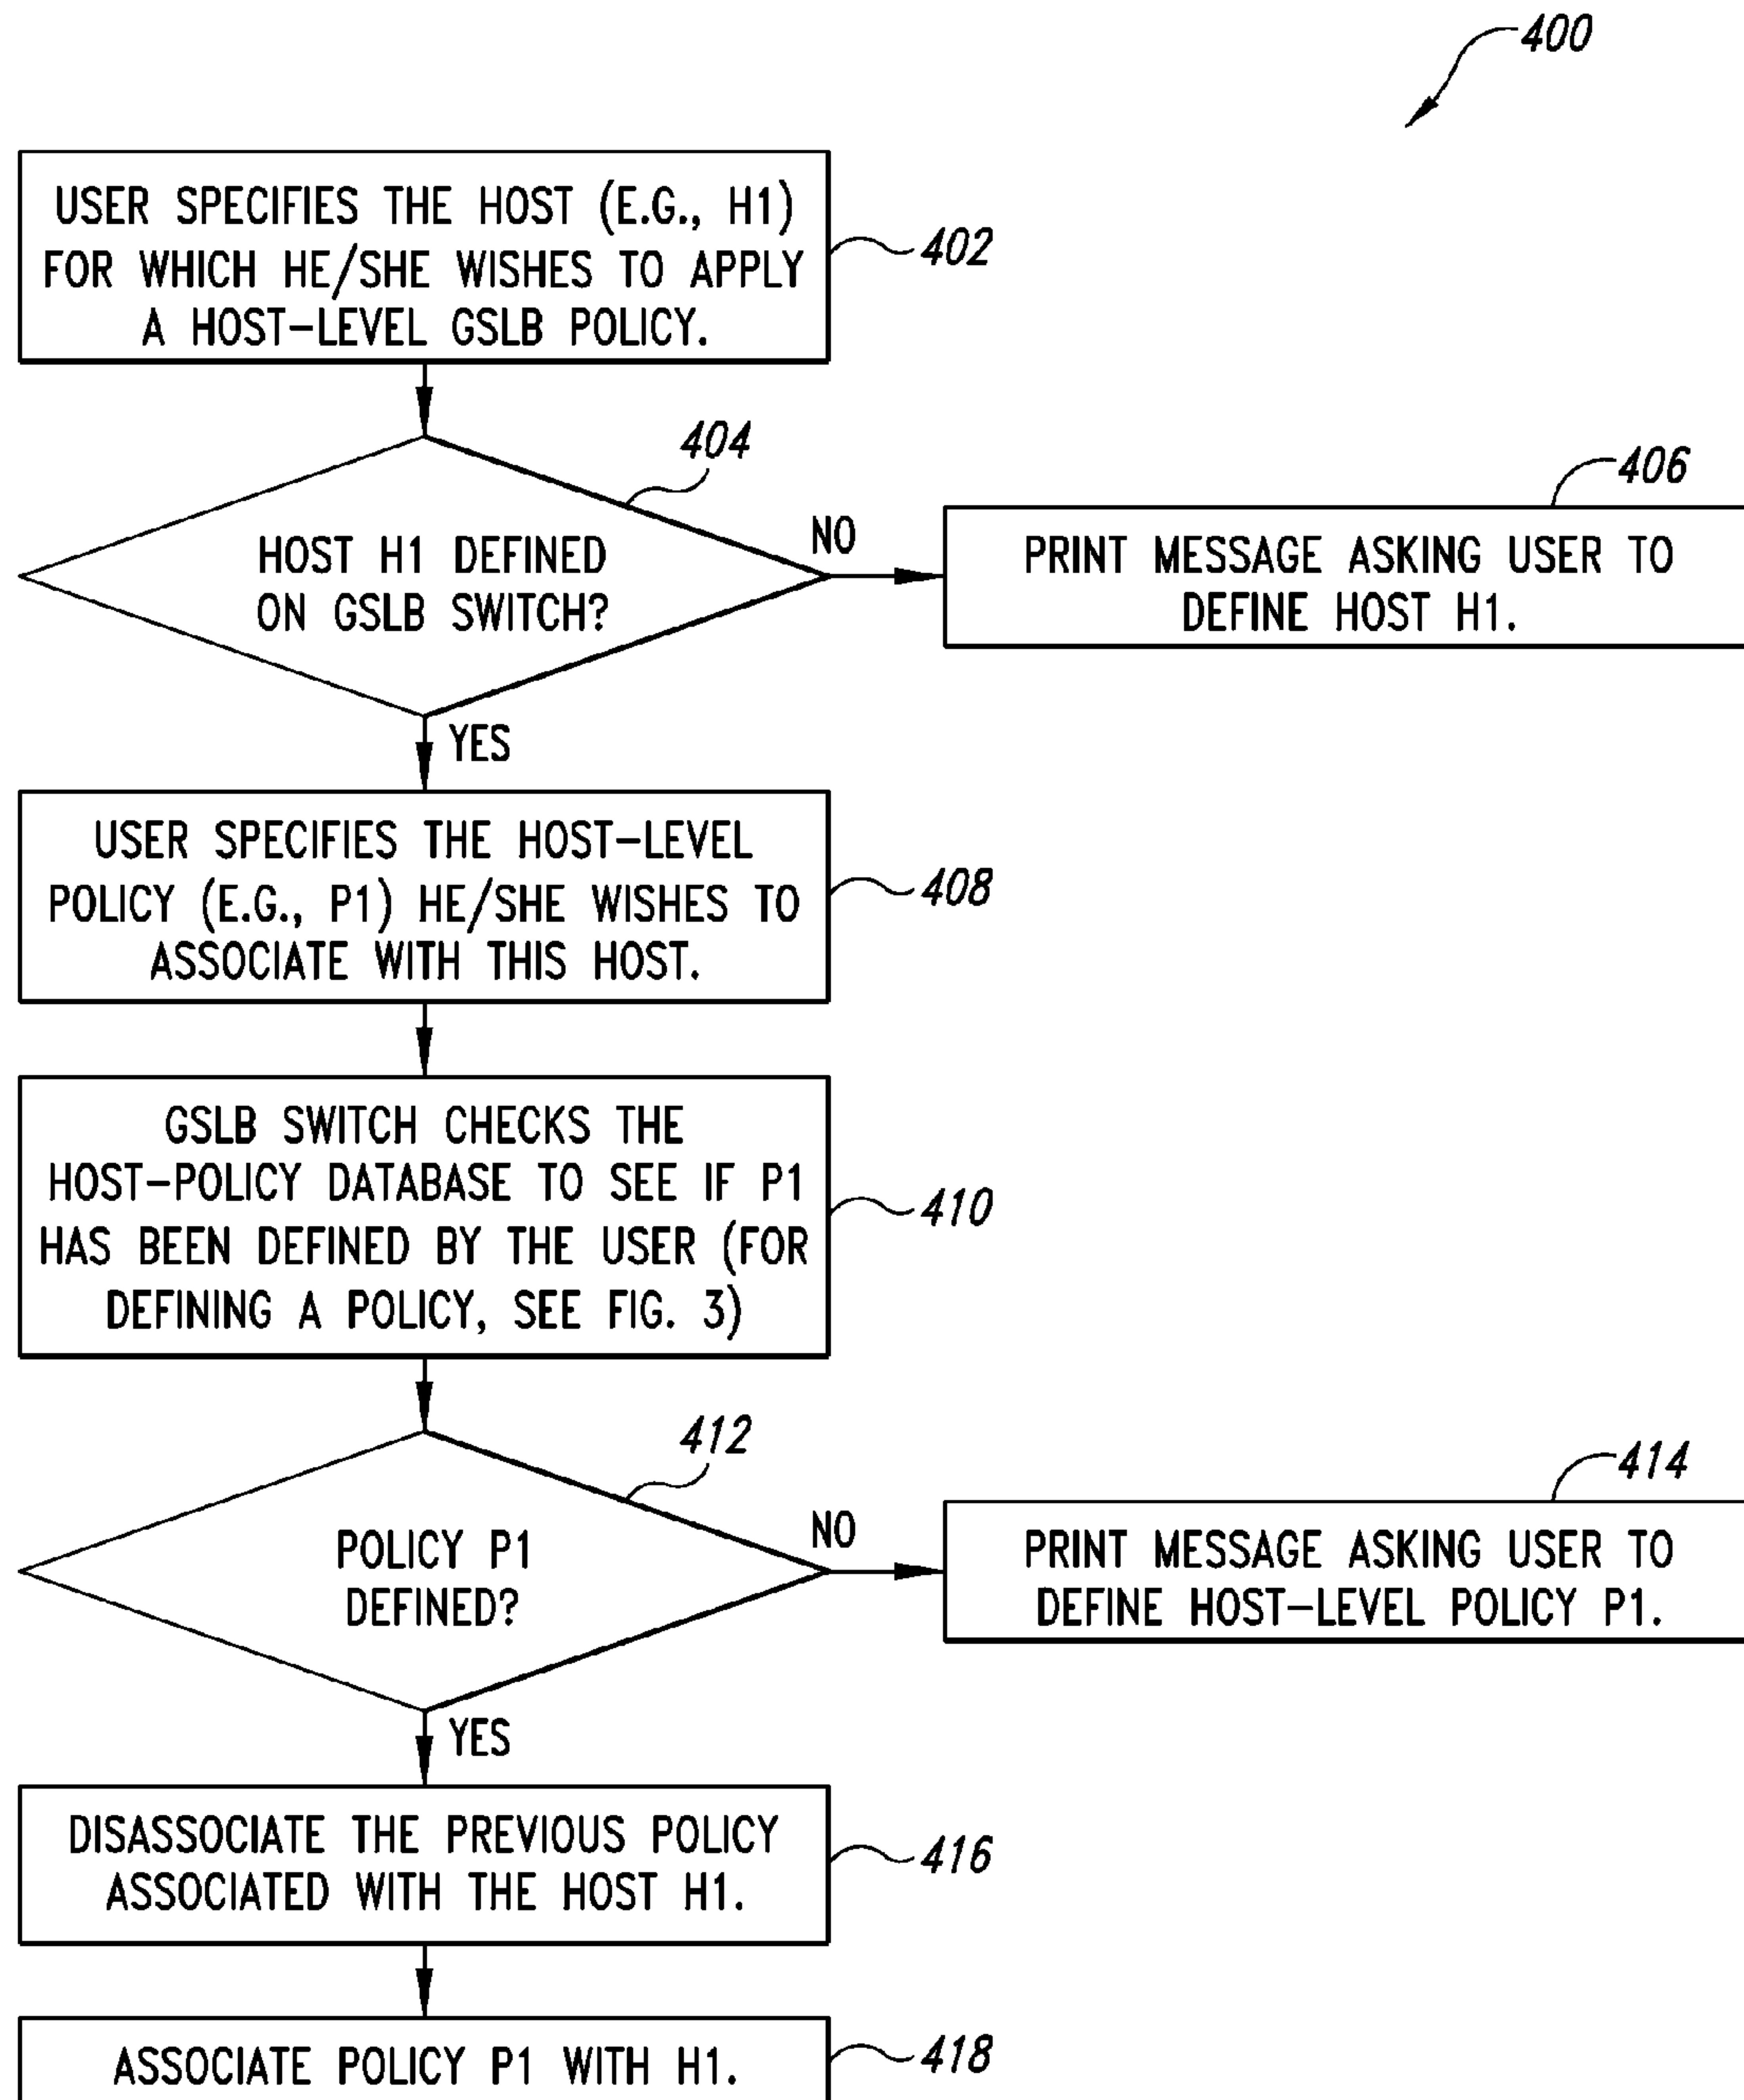 400
USER SPECIFIES THE HOST (E.G., H1)
FOR WHICH HE/SHE WISHES TO APPLY
A HOST-LEVEL GSLB POLICY.
402
404
HOST H1 DEFINED
ON GSLB SWITCH?
NO
406
PRINT MESSAGE ASKING USER TO
DEFINE HOST H1.
YES
USER SPECIFIES THE HOST-LEVEL
POLICY (E.G., P1) HE/SHE WISHES TO
ASSOCIATE WITH THIS HOST.
408
GSLB SWITCH CHECKS THE
HOST-POLICY DATABASE TO SEE IF P1
HAS BEEN DEFINED BY THE USER (FOR
DEFINING A POLICY, SEE FIG. 3)
410
412
POLICY P1
DEFINED?
NO
414
PRINT MESSAGE ASKING USER TO
DEFINE HOST-LEVEL POLICY P1.
YES
DISASSOCIATE THE PREVIOUS POLICY
ASSOCIATED WITH THE HOST H1.
416
ASSOCIATE POLICY P1 WITH H1.
418